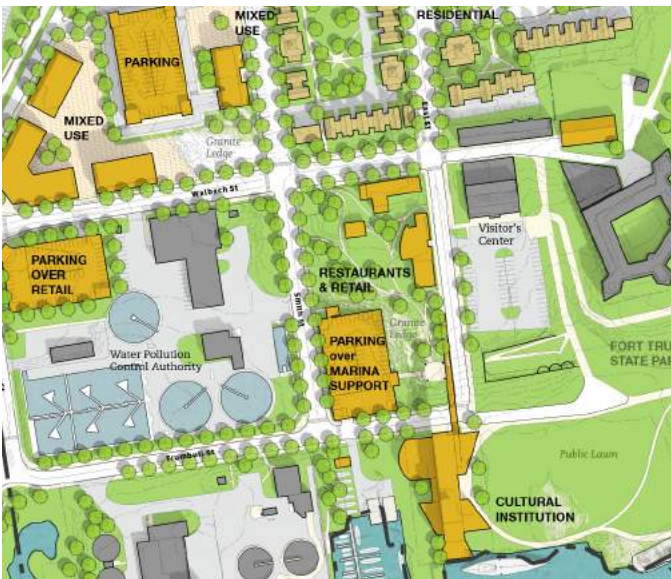 MIXED
USE
RESIDENTIAL
PARKING
MIXED
USE
East St
Granite
Ledge
Walbach St
Visitor's
Center
PARKING
OVER
RETAIL
RESTAURANTS
& RETAIL
Smith St
Granite
Ledge
PARKING
over
MARINA
SUPPORT
Water Pollution
Control Authority
FORT TRU
STATE PAR
Trumbull St
Public Lawn
CULTURAL
INSTITUTION